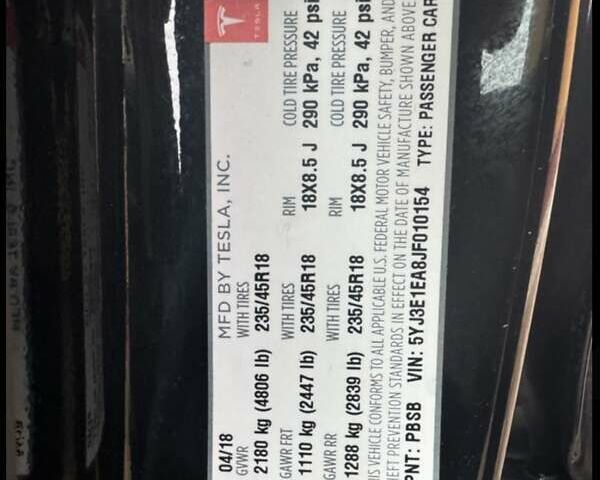 TESLA
MFD BY TESLA, INC.
04/18
GVWR WITH TIRES RIM COLD TIRE PRESSURE
2180 kg (4806 lb) 235/45R18
GAWR FRT WITH TIRES
1110 kg (2447 lb) 235/45R18 18X8.5 J 290 kPa, 42 psi
GAWR RR WITH TIRES RIM COLD TIRE PRESSURE
1288 kg (2839 lb) 235/45R18 18X8.5 J 290 kPa, 42 psi
VEHICLE CONFORMS TO ALL APPLICABLE U.S. FEDERAL MOTOR VEHICLE SAFETY, BUMPER, AND
PREVENTION STANDARDS IN EFFECT ON THE DATE OF MANUFACTURE SHOWN ABOVE
PNT: PBSB VIN: 5YJ3E1EA8JF010154 TYPE: PASSENGER CAR